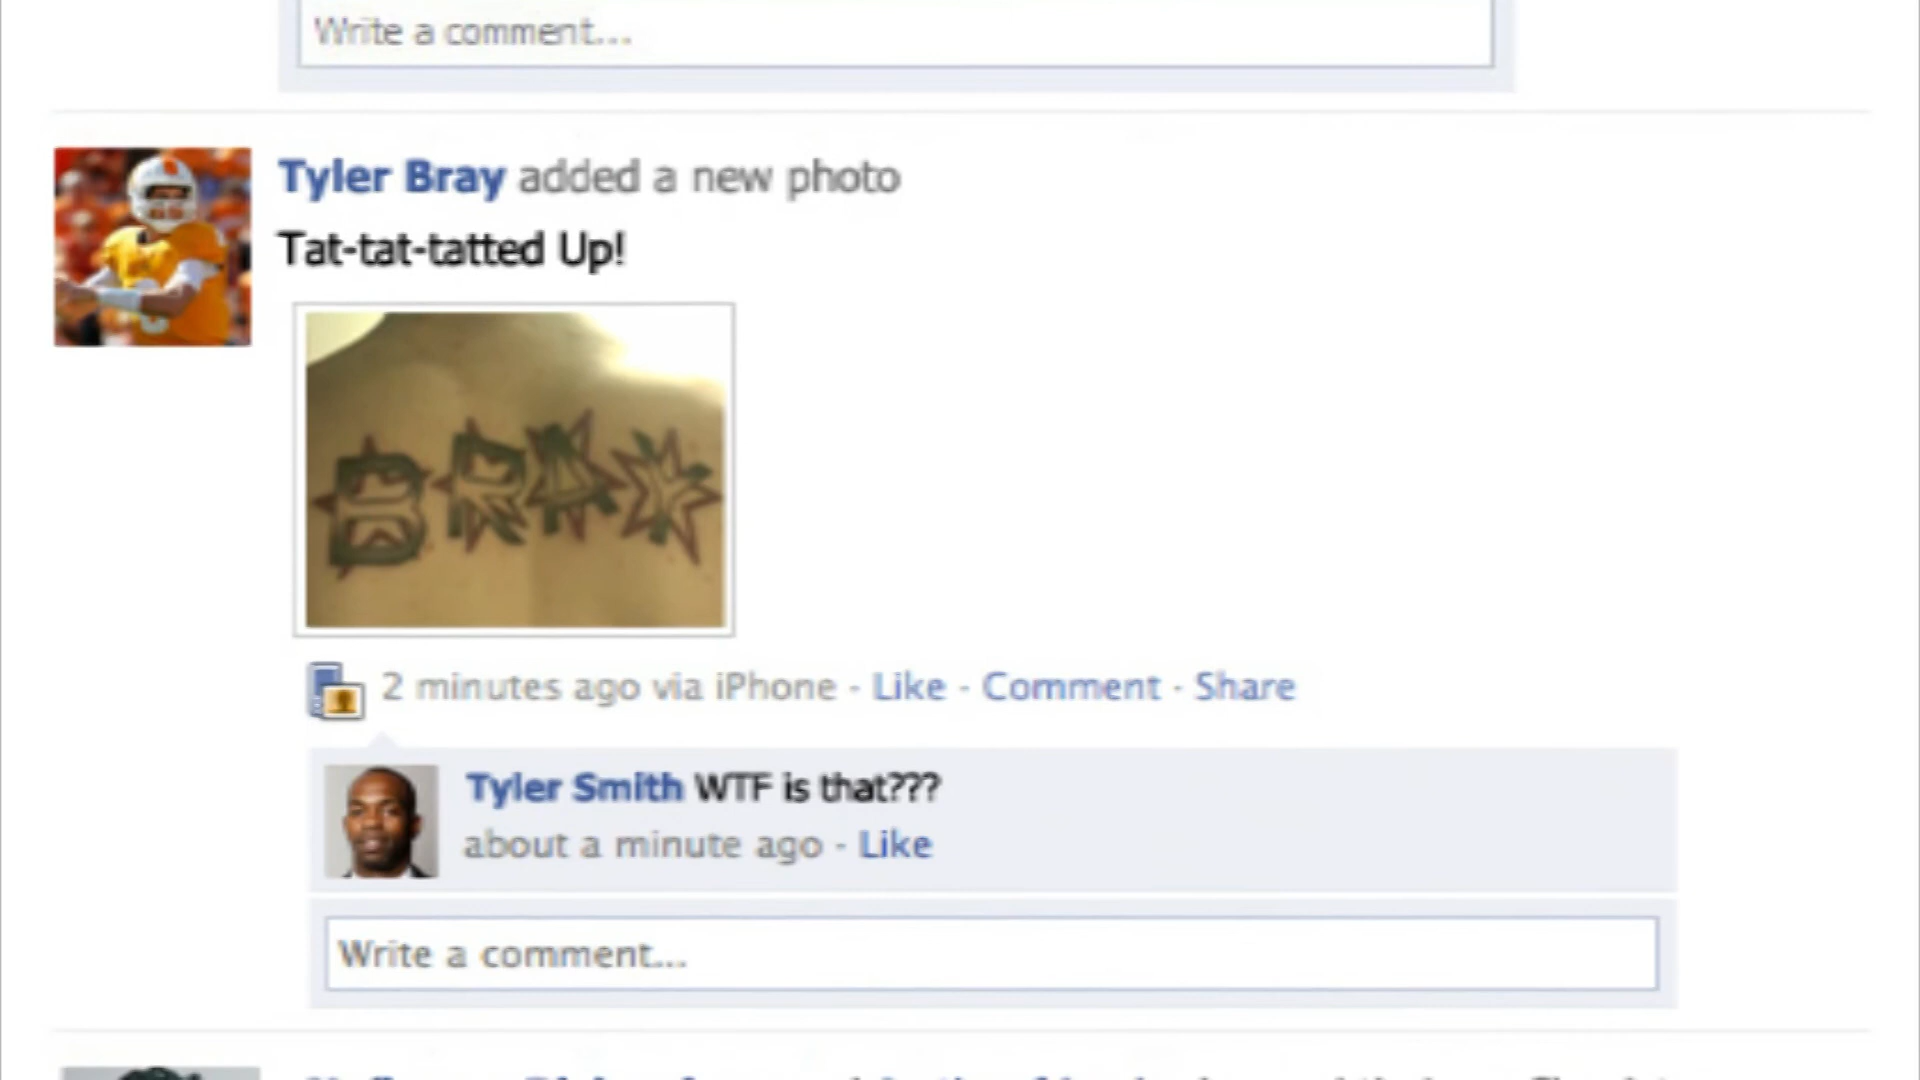 Write a comment...
Tyler Bray added a new photo
Tat-tat-tatted Up!
BRAY
2 minutes ago via iPhone - Like - Comment - Share
Tyler Smith WTF is that???
about a minute ago - Like
Write a comment...